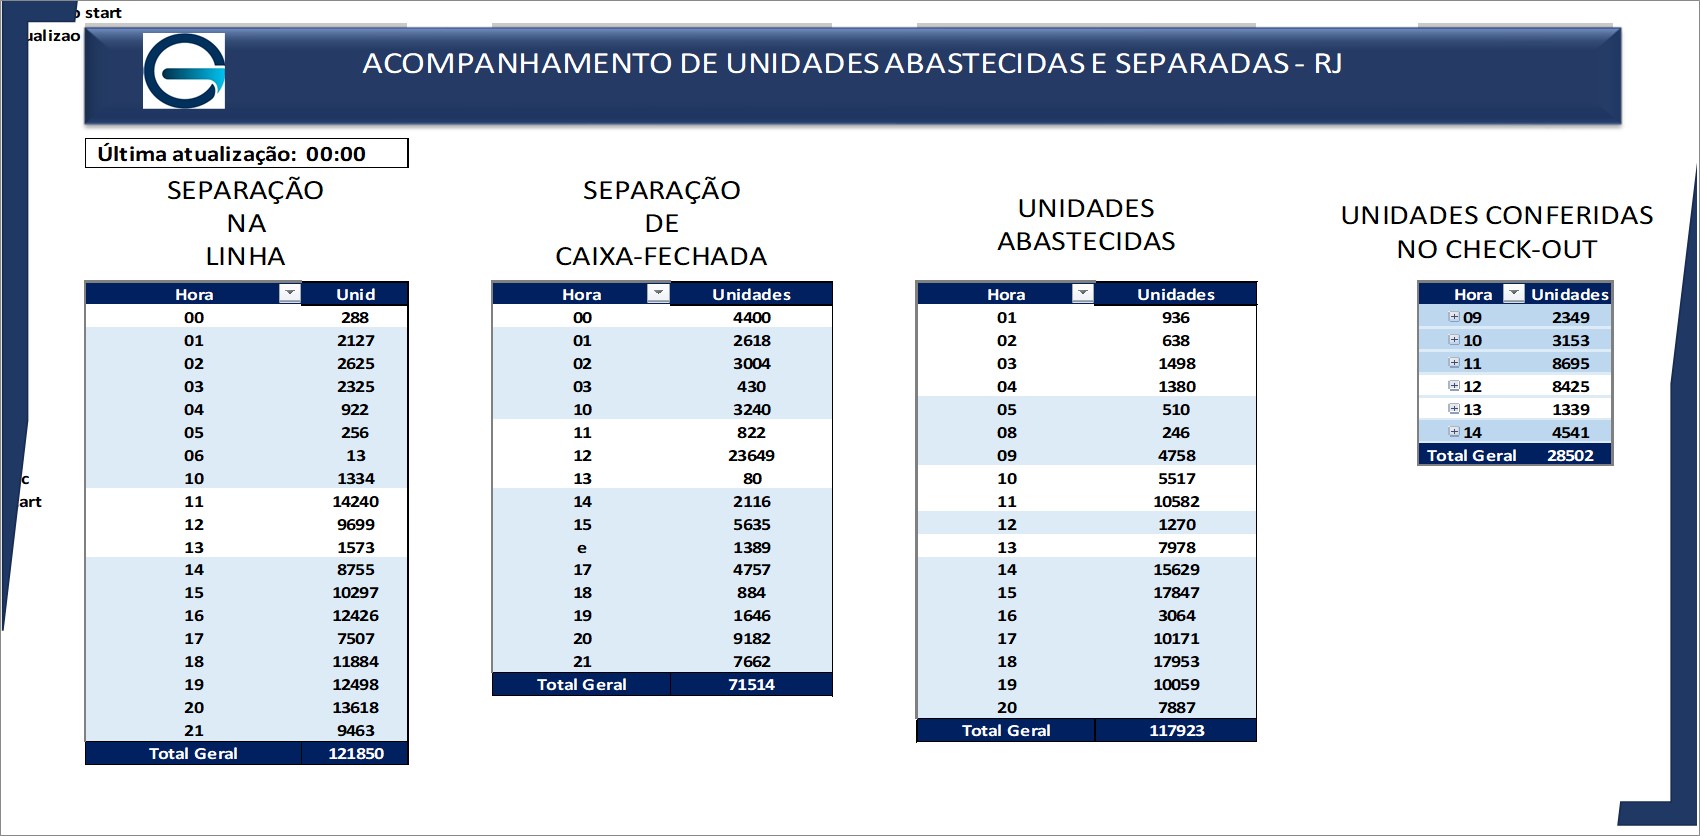 start
ualizao
ACOMPANHAMENTO DE UNIDADES ABASTECIDAS E SEPARADAS - RJ
Última atualização: 00:00
SEPARAÇÃO
NA
LINHA
Hora Unid
00 288
01 2127
02 2625
03 2325
04 922
05 256
06 13
10 1334
11 14240
12 9699
13 1573
14 8755
15 10297
16 12426
17 7507
18 11884
19 12498
20 13618
21 9463
Total Geral 121850
SEPARAÇÃO
DE
CAIXA-FECHADA
Hora Unidades
00 4400
01 2618
02 3004
03 430
10 3240
11 822
12 23649
13 80
14 2116
15 5635
e 1389
17 4757
18 884
19 1646
20 9182
21 7662
Total Geral 71514
UNIDADES
ABASTECIDAS
Hora Unidades
01 936
02 638
03 1498
04 1380
05 510
08 246
09 4758
10 5517
11 10582
12 1270
13 7978
14 15629
15 17847
16 3064
17 10171
18 17953
19 10059
20 7887
Total Geral 117923
UNIDADES CONFERIDAS
NO CHECK-OUT
Hora Unidades
09 2349
10 3153
11 8695
12 8425
13 1339
14 4541
Total Geral 28502
c
art